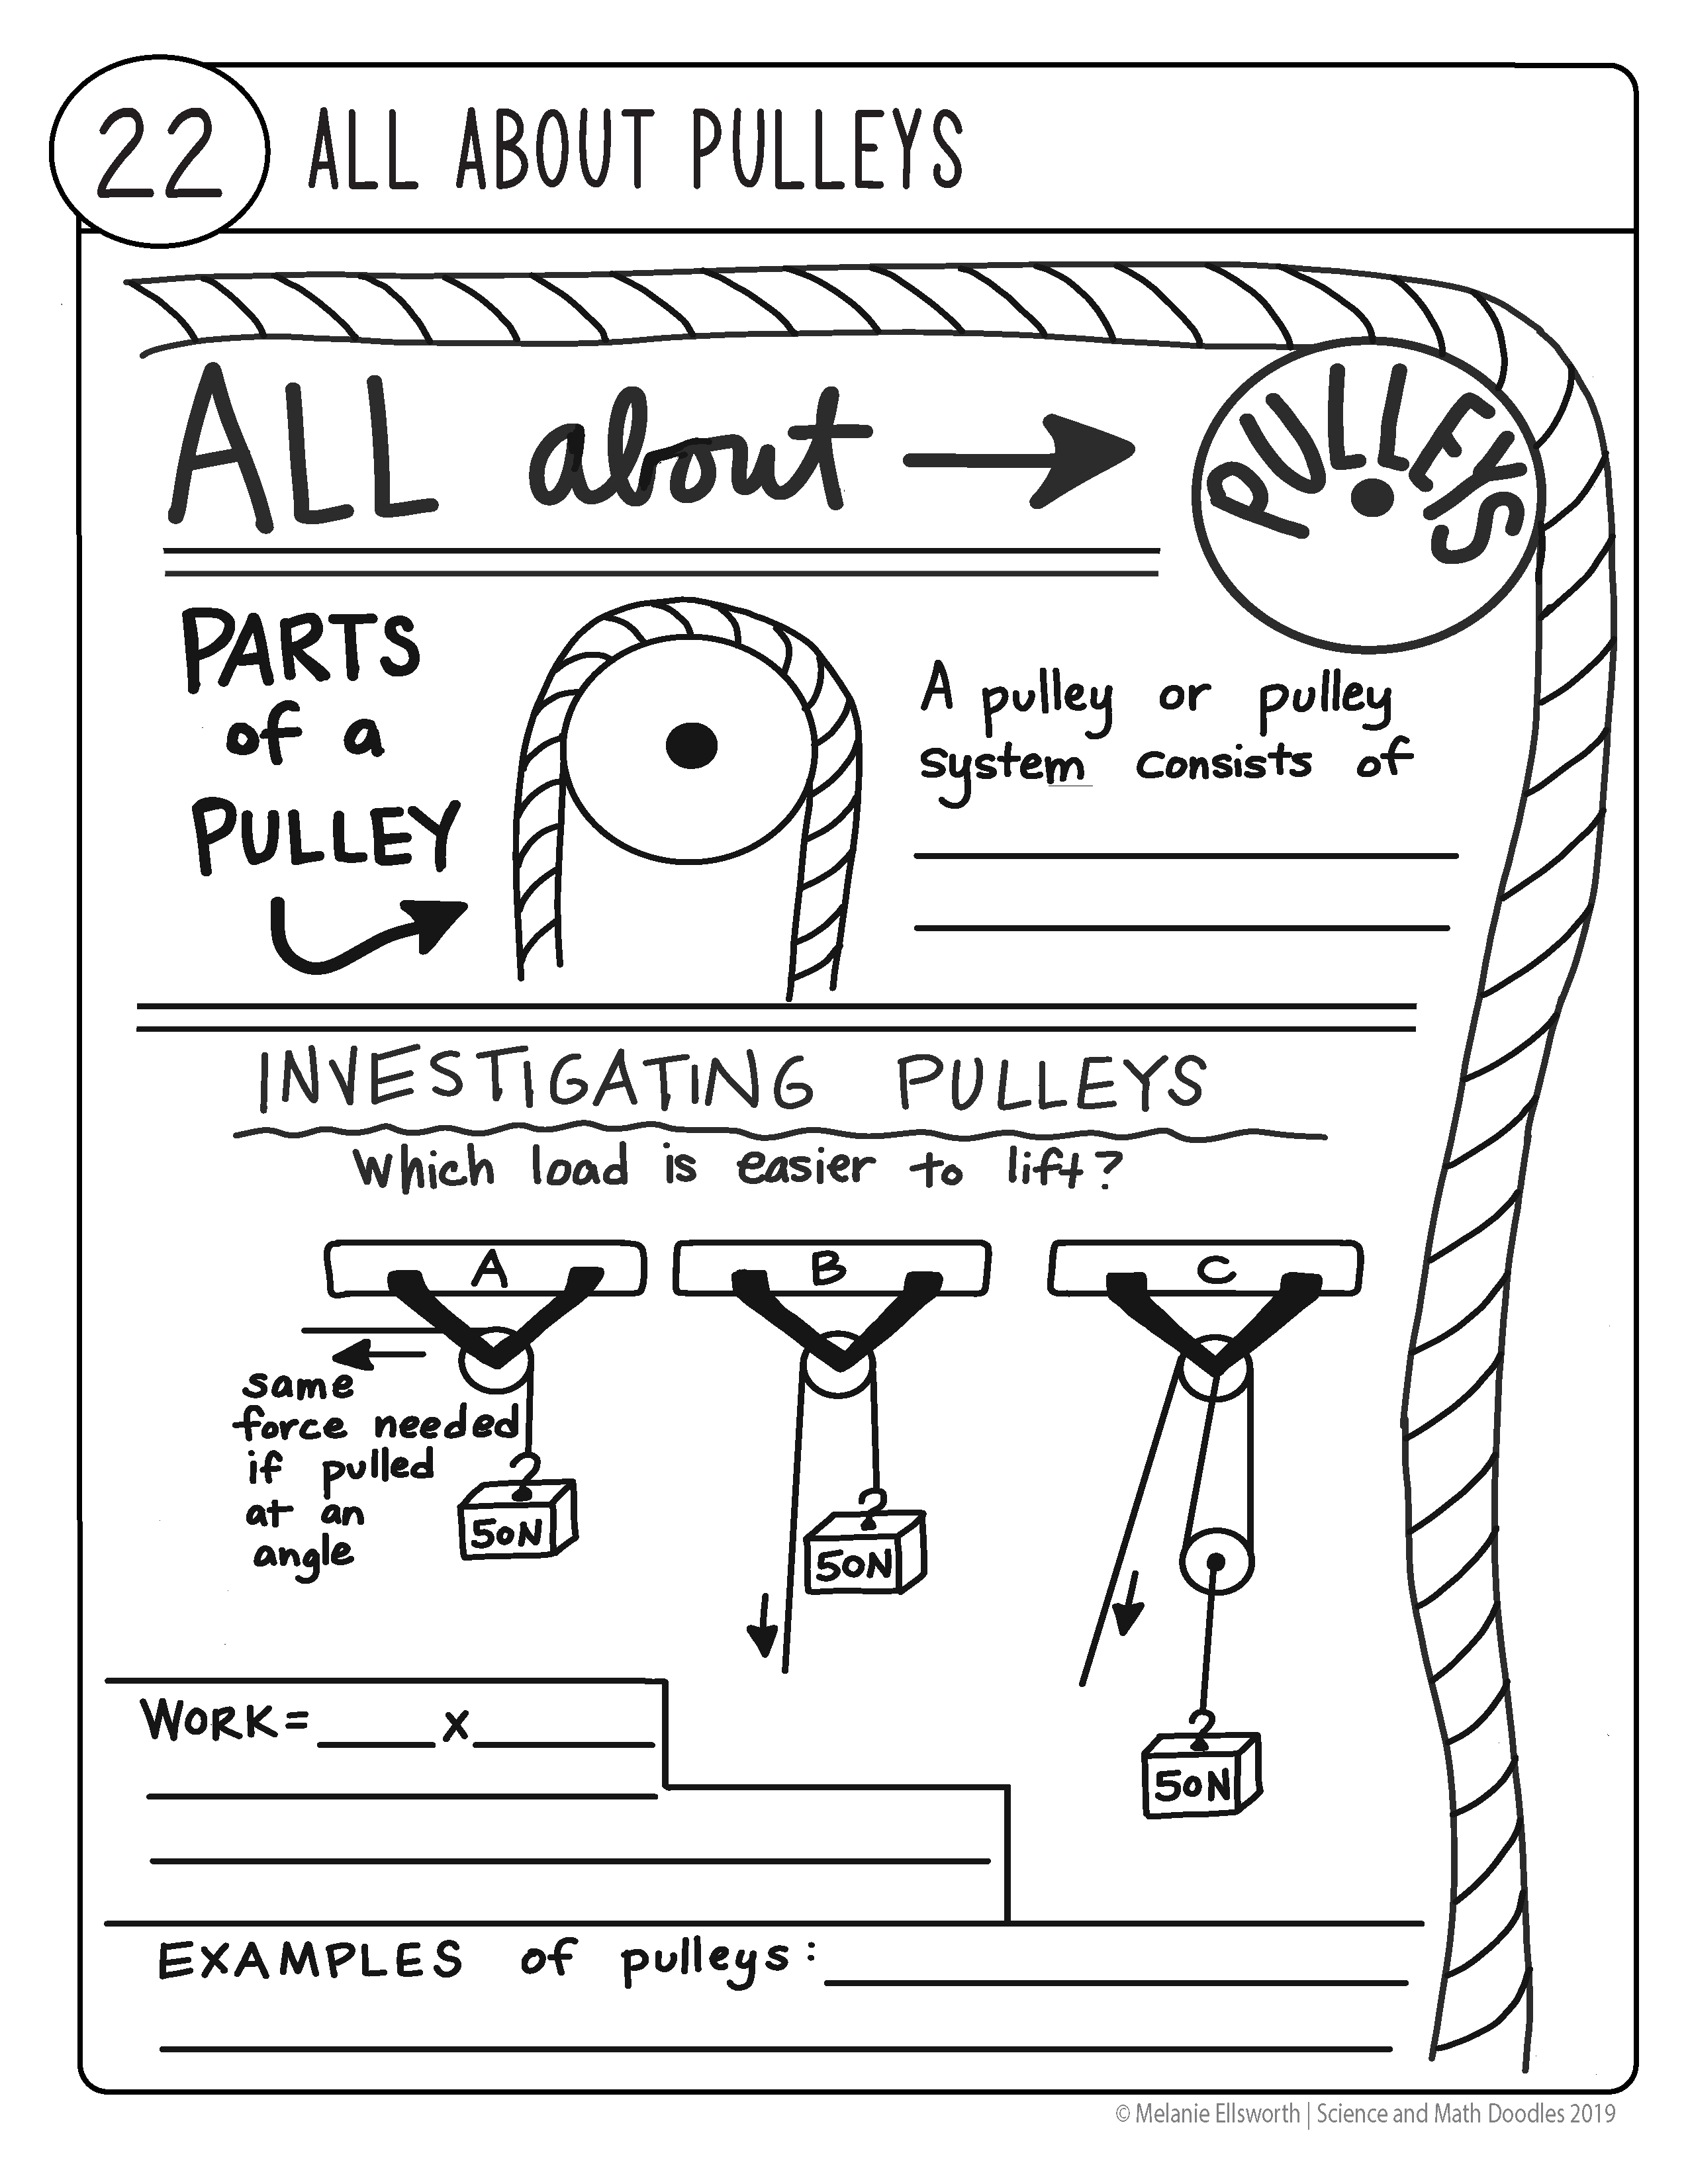 22 ALL ABOUT PULLEYS
ALL about PULLEYS
PARTS
of a
PULLEY
A pulley or pulley
system consists of
INVESTIGATING PULLEYS
Which load is easier to lift?
A B C
same
force needed
if pulled
at an
angle
50N
50N
50N
WORK= ____ x ____
EXAMPLES of pulleys:
© Melanie Ellsworth | Science and Math Doodles 2019